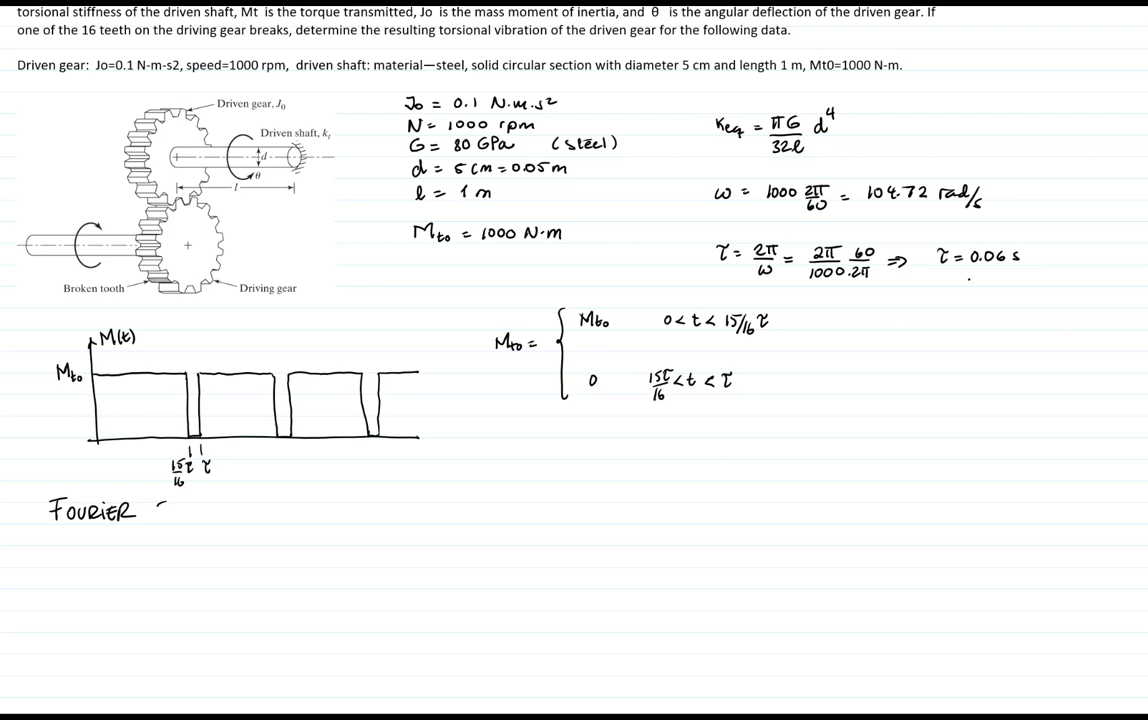 torsional stiffness of the driven shaft, Mt is the torque transmitted, Jo is the mass moment of inertia, and θ is the angular deflection of the driven gear. If
one of the 16 teeth on the driving gear breaks, determine the resulting torsional vibration of the driven gear for the following data.
Driven gear: Jo=0.1 N-m-s2, speed=1000 rpm, driven shaft: material—steel, solid circular section with diameter 5 cm and length 1 m, Mt0=1000 N-m.
Driven gear, J₀
Driven shaft, kₜ
d
θ
l
Broken tooth
Driving gear
J₀ = 0.1 N.m.s²
N = 1000 rpm
G = 80 GPa (steel)
d = 5 cm = 0.05 m
l = 1 m
Mto = 1000 N.m
Keq = πG/32l d⁴
ω = 1000 2π/60 = 104.72 rad/s
τ = 2π/ω = 2π/1000.2π 60 ⇒ τ = 0.06 s
M(t)
Mto
15τ/16 τ
Mto = { Mto 0<t<15/16 τ
0 15τ/16 <t<τ
FOURIER